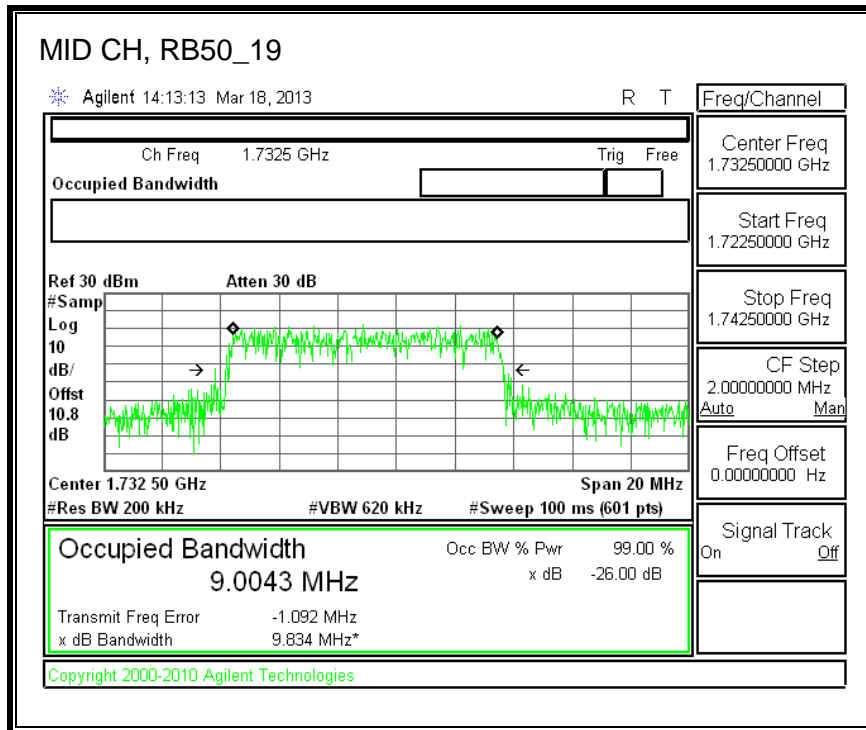 MID CH, RB50_19
Agilent 14:13:13 Mar 18, 2013 R T
Freq/Channel
Ch Freq 1.7325 GHz Trig Free
Occupied Bandwidth
Center Freq
1.73250000 GHz
Start Freq
1.72250000 GHz
Stop Freq
1.74250000 GHz
CF Step
2.00000000 MHz
Auto Man
Freq Offset
0.00000000 Hz
Signal Track
On Off
Ref 30 dBm Atten 30 dB
#Samp
Log
10
dB/
Offst
10.8
dB
Center 1.732 50 GHz Span 20 MHz
#Res BW 200 kHz #VBW 620 kHz #Sweep 100 ms (601 pts)
Occupied Bandwidth
9.0043 MHz
Occ BW % Pwr 99.00 %
x dB -26.00 dB
Transmit Freq Error -1.092 MHz
x dB Bandwidth 9.834 MHz*
Copyright 2000-2010 Agilent Technologies